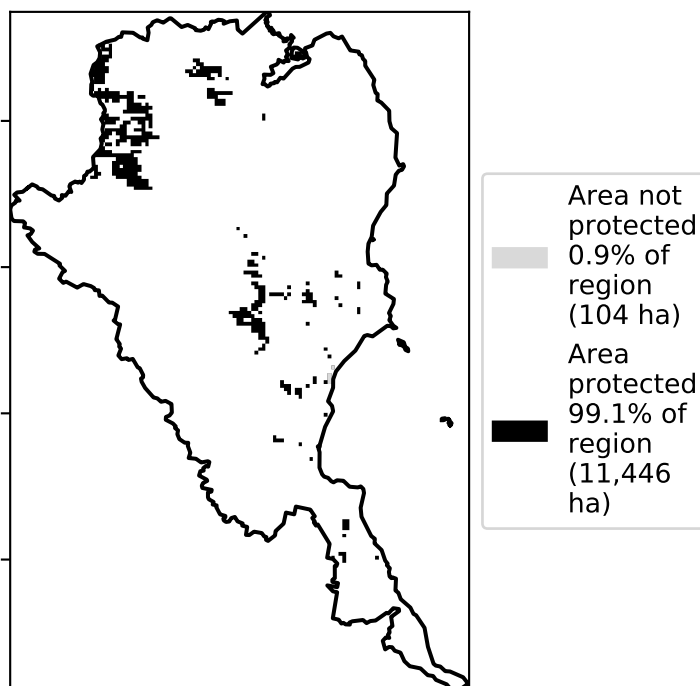 Area not
protected
0.9% of
region
(104 ha)
Area
protected
99.1% of
region
(11,446
ha)